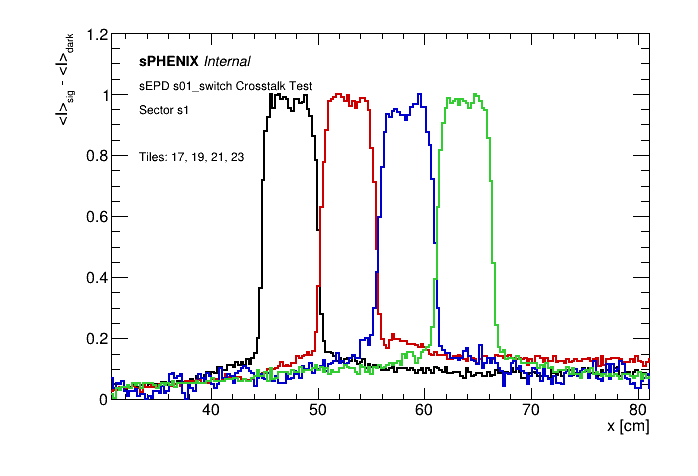 <I>sig - <I>dark
1.2
1
0.8
0.6
0.4
0.2
0
sPHENIX Internal
sEPD s01_switch Crosstalk Test
Sector s1
Tiles: 17, 19, 21, 23
40 50 60 70 80
x [cm]